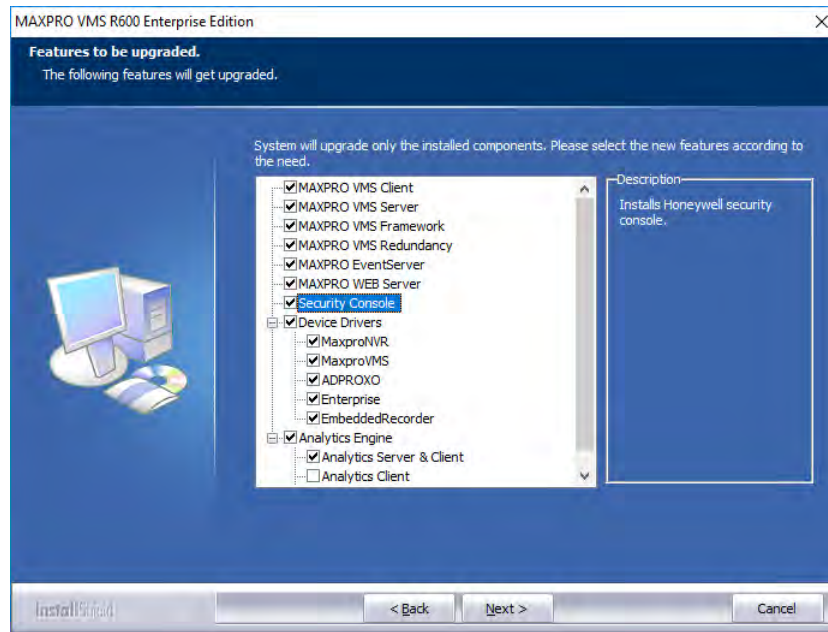 MAXPRO VMS R600 Enterprise Edition
Features to be upgraded.
The following features will get upgraded.
System will upgrade only the installed components. Please select the new features according to
the need.
MAXPRO VMS Client
MAXPRO VMS Server
MAXPRO VMS Framework
MAXPRO VMS Redundancy
MAXPRO EventServer
MAXPRO WEB Server
Security Console
Device Drivers
MaxproNVR
MaxproVMS
ADPROXO
Enterprise
EmbeddedRecorder
Analytics Engine
Analytics Server & Client
Analytics Client
Description
Installs Honeywell security
console.
InstallShield
< Back
Next >
Cancel